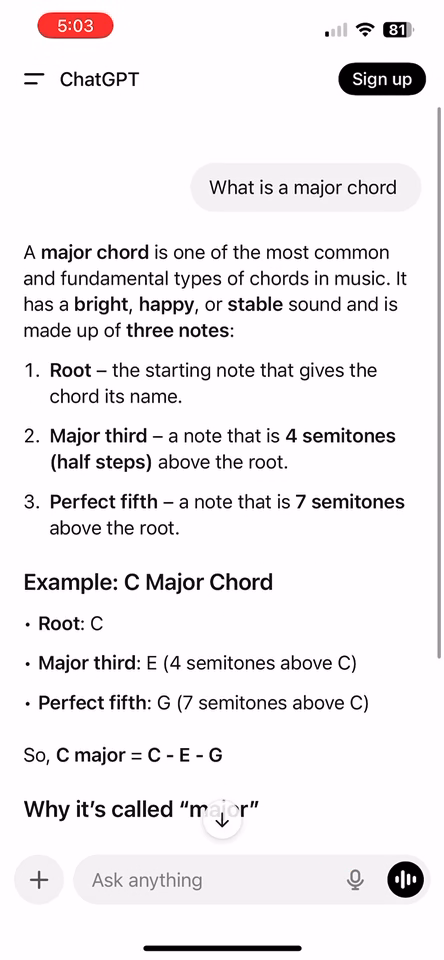 5:03
81
ChatGPT
Sign up
What is a major chord
A major chord is one of the most common
and fundamental types of chords in music. It
has a bright, happy, or stable sound and is
made up of three notes:
1. Root – the starting note that gives the
chord its name.
2. Major third – a note that is 4 semitones
(half steps) above the root.
3. Perfect fifth – a note that is 7 semitones
above the root.
Example: C Major Chord
• Root: C
• Major third: E (4 semitones above C)
• Perfect fifth: G (7 semitones above C)
So, C major = C - E - G
Why it’s called “major”
Ask anything